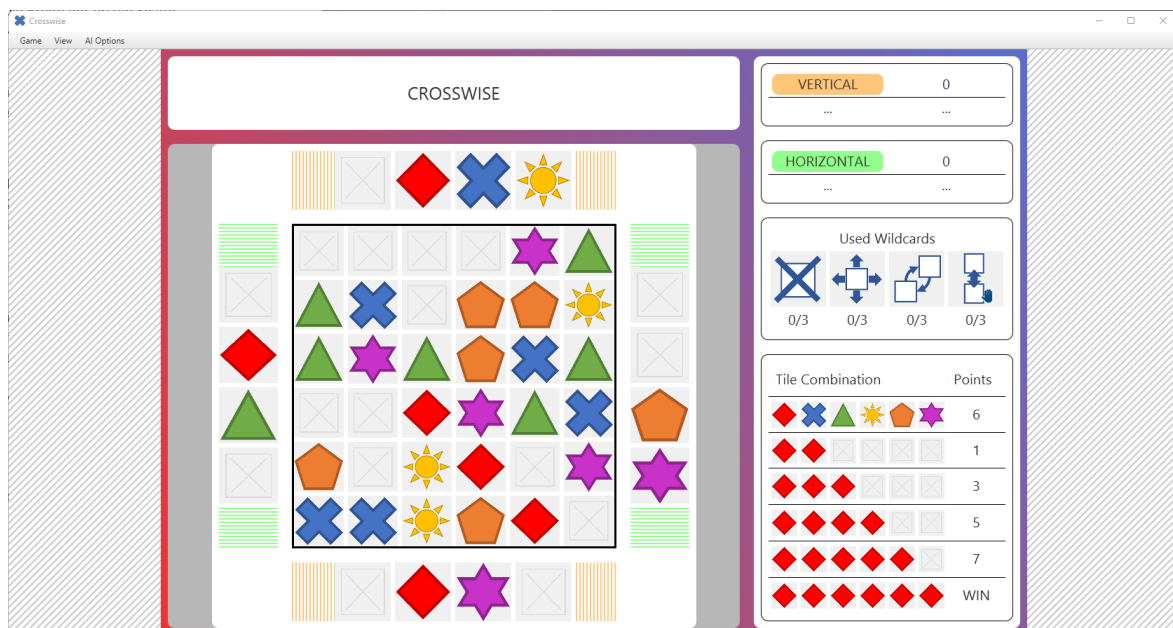 Crosswise
Game View AI Options
CROSSWISE
VERTICAL 0
... ...
HORIZONTAL 0
... ...
Used Wildcards
0/3 0/3 0/3 0/3
Tile Combination Points
6
1
3
5
7
WIN